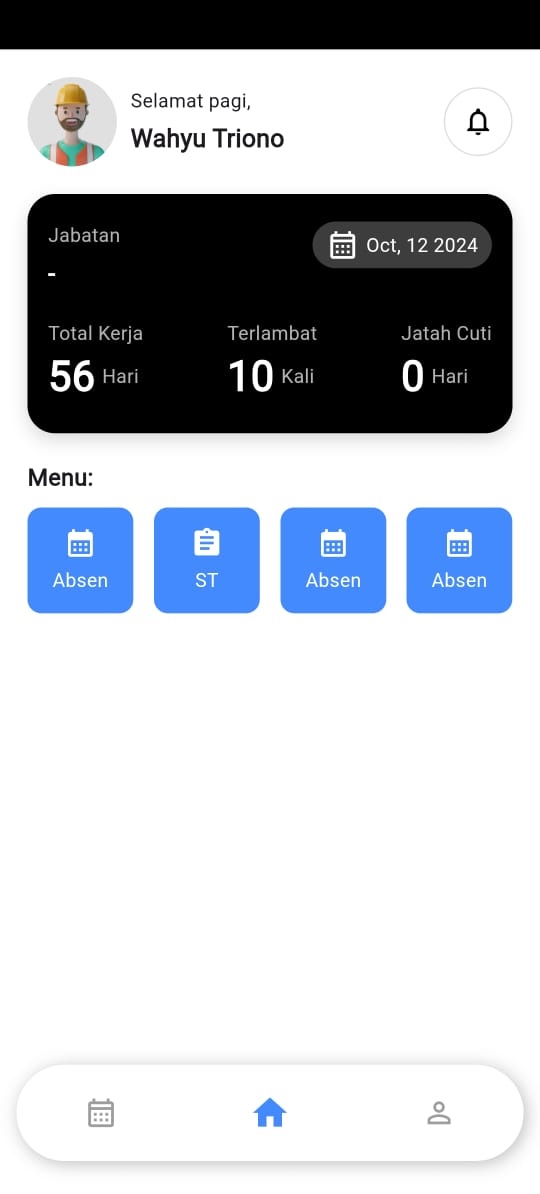 Selamat pagi,
Wahyu Triono
Jabatan
-
Oct, 12 2024
Total Kerja
56 Hari
Terlambat
10 Kali
Jatah Cuti
0 Hari
Menu:
Absen
ST
Absen
Absen